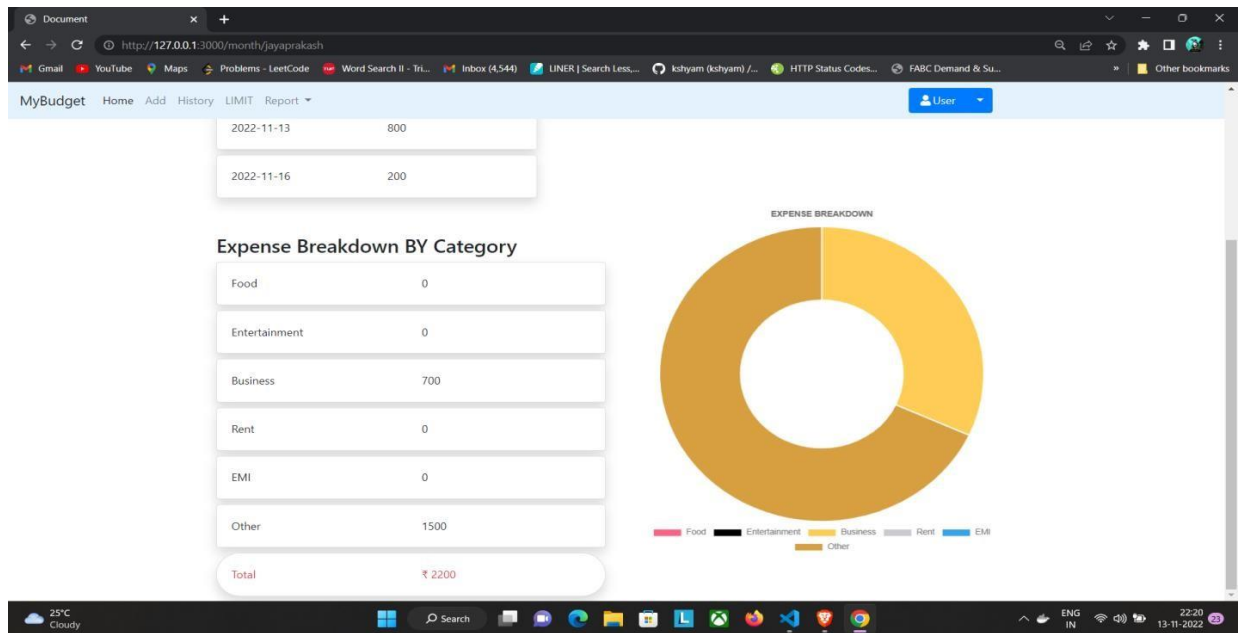 Document
http://127.0.0.1:3000/month/jayaprakash
Gmail YouTube Maps Problems - LeetCode Word Search II - Tri... Inbox (4,544) LINER | Search Less,... kshyam (kshyam) /... HTTP Status Codes... FABC Demand & Su... » Other bookmarks
MyBudget Home Add History LIMIT Report User
2022-11-13 800
2022-11-16 200
Expense Breakdown BY Category
Food 0
Entertainment 0
Business 700
Rent 0
EMI 0
Other 1500
Total ₹ 2200
EXPENSE BREAKDOWN
Food Entertainment Business Rent EMI
Other
25°C
Cloudy
Search
L
ENG
IN
22:20
13-11-2022
23